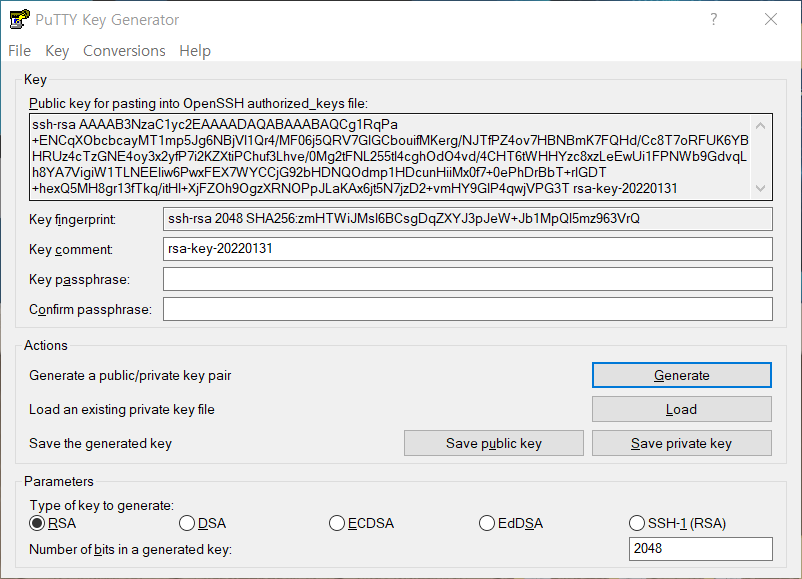 PuTTY Key Generator
File Key Conversions Help
Key
Public key for pasting into OpenSSH authorized_keys file:
ssh-rsa AAAAB3NzaC1yc2EAAAADAQABAAABAQCg1RqPa
+ENCqXObcbcayMT1mp5Jg6NBjVl1Qr4/MF06j5QRV7GlGCbouifMKerg/NJTfPZ4ov7HBNBmK7FQHd/Cc8T7oRFUK6YB
HRUz4cTzGNE4oy3x2yfP7i2KZXtiPChuf3Lhve/0Mg2tFNL255tl4cghOdO4vd/4CHT6tWHHYzc8xzLeEwUi1FPNWb9GdvqL
h8YA7VigiW1TLNEEliw6PwxFEX7WYCCjG92bHDNQOdmp1HDcunHiiMx0f7+0ePhDrBbT+rlGDT
+hexQ5MH8gr13fTkq/itHl+XjFZOh9OgzXRNOPpJLaKAx6jt5N7jzD2+vmHY9GlP4qwjVPG3T rsa-key-20220131
Key fingerprint:
ssh-rsa 2048 SHA256:zmHTWiJMsl6BCsgDqZXYJ3pJeW+Jb1MpQl5mz963VrQ
Key comment:
rsa-key-20220131
Key passphrase:
Confirm passphrase:
Actions
Generate a public/private key pair
Generate
Load an existing private key file
Load
Save the generated key
Save public key
Save private key
Parameters
Type of key to generate:
RSA DSA ECDSA EdDSA SSH-1 (RSA)
Number of bits in a generated key:
2048